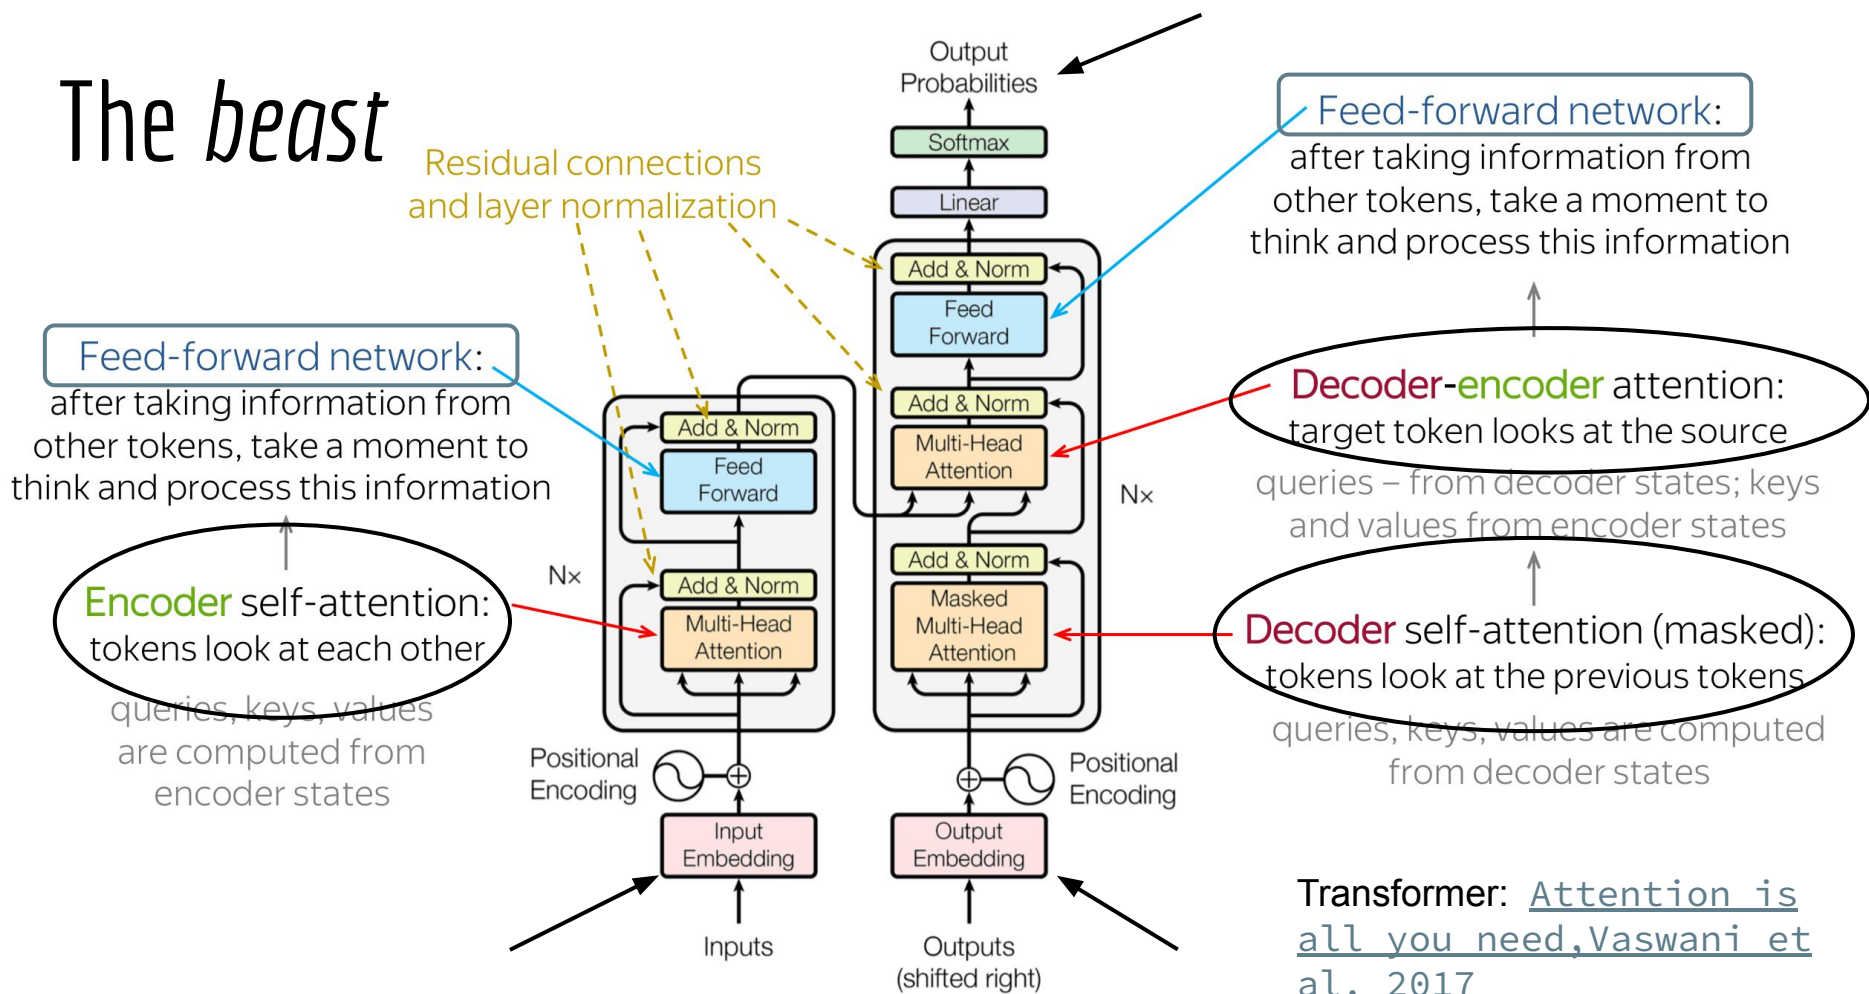 The beast
Residual connections
and layer normalization
Feed-forward network:
after taking information from
other tokens, take a moment to
think and process this information
Encoder self-attention:
tokens look at each other
queries, keys, values
are computed from
encoder states
Output
Probabilities
Softmax
Linear
Add & Norm
Feed
Forward
Add & Norm
Multi-Head
Attention
Add & Norm
Masked
Multi-Head
Attention
Nx
Add & Norm
Feed
Forward
Add & Norm
Multi-Head
Attention
Nx
Positional
Encoding
Positional
Encoding
Input
Embedding
Output
Embedding
Inputs
Outputs
(shifted right)
Feed-forward network:
after taking information from
other tokens, take a moment to
think and process this information
Decoder-encoder attention:
target token looks at the source
queries – from decoder states; keys
and values from encoder states
Decoder self-attention (masked):
tokens look at the previous tokens
queries, keys, values are computed
from decoder states
Transformer: Attention is
all you need,Vaswani et
al. 2017